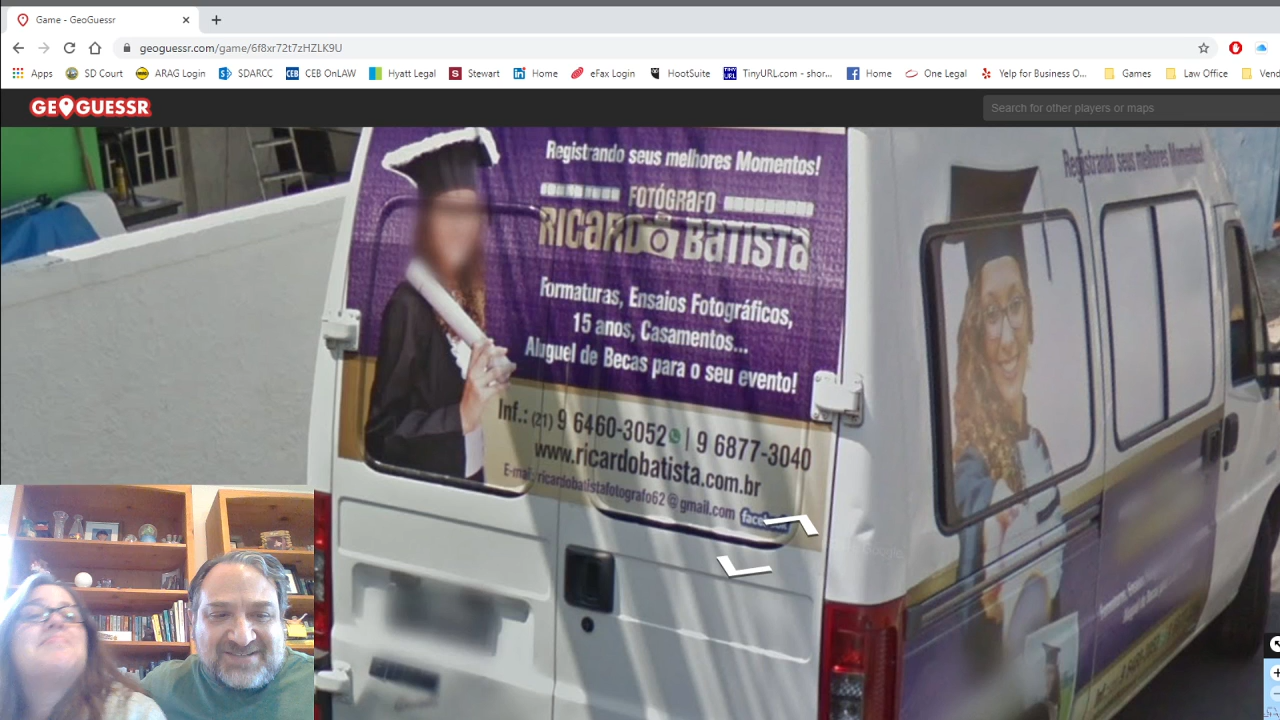 Game - GeoGuessr
geoguessr.com/game/6f8xr72t7zHZLK9U
Apps SD Court ARAG Login SDARCC CEB OnLAW Hyatt Legal Stewart Home eFax Login HootSuite TinyURL.com - shor... Home One Legal Yelp for Business O... Games Law Office Vend
GEOGUESSR
Search for other players or maps
Registrando seus melhores Momentos!
FOTÓGRAFO
RICARDO BATISTA
Formaturas, Ensaios Fotográficos,
15 anos, Casamentos...
Aluguel de Becas para o seu evento!
Inf.: (21) 9 6460-3052 | 9 6877-3040
www.ricardobatista.com.br
E-mail: ricardobatistafotografo62@gmail.com facebook
Registrando seus melhores Momentos!
Google